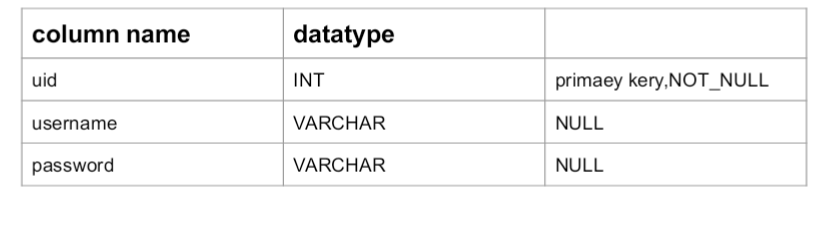 column name datatype
uid INT primaey kery,NOT_NULL
username VARCHAR NULL
password VARCHAR NULL